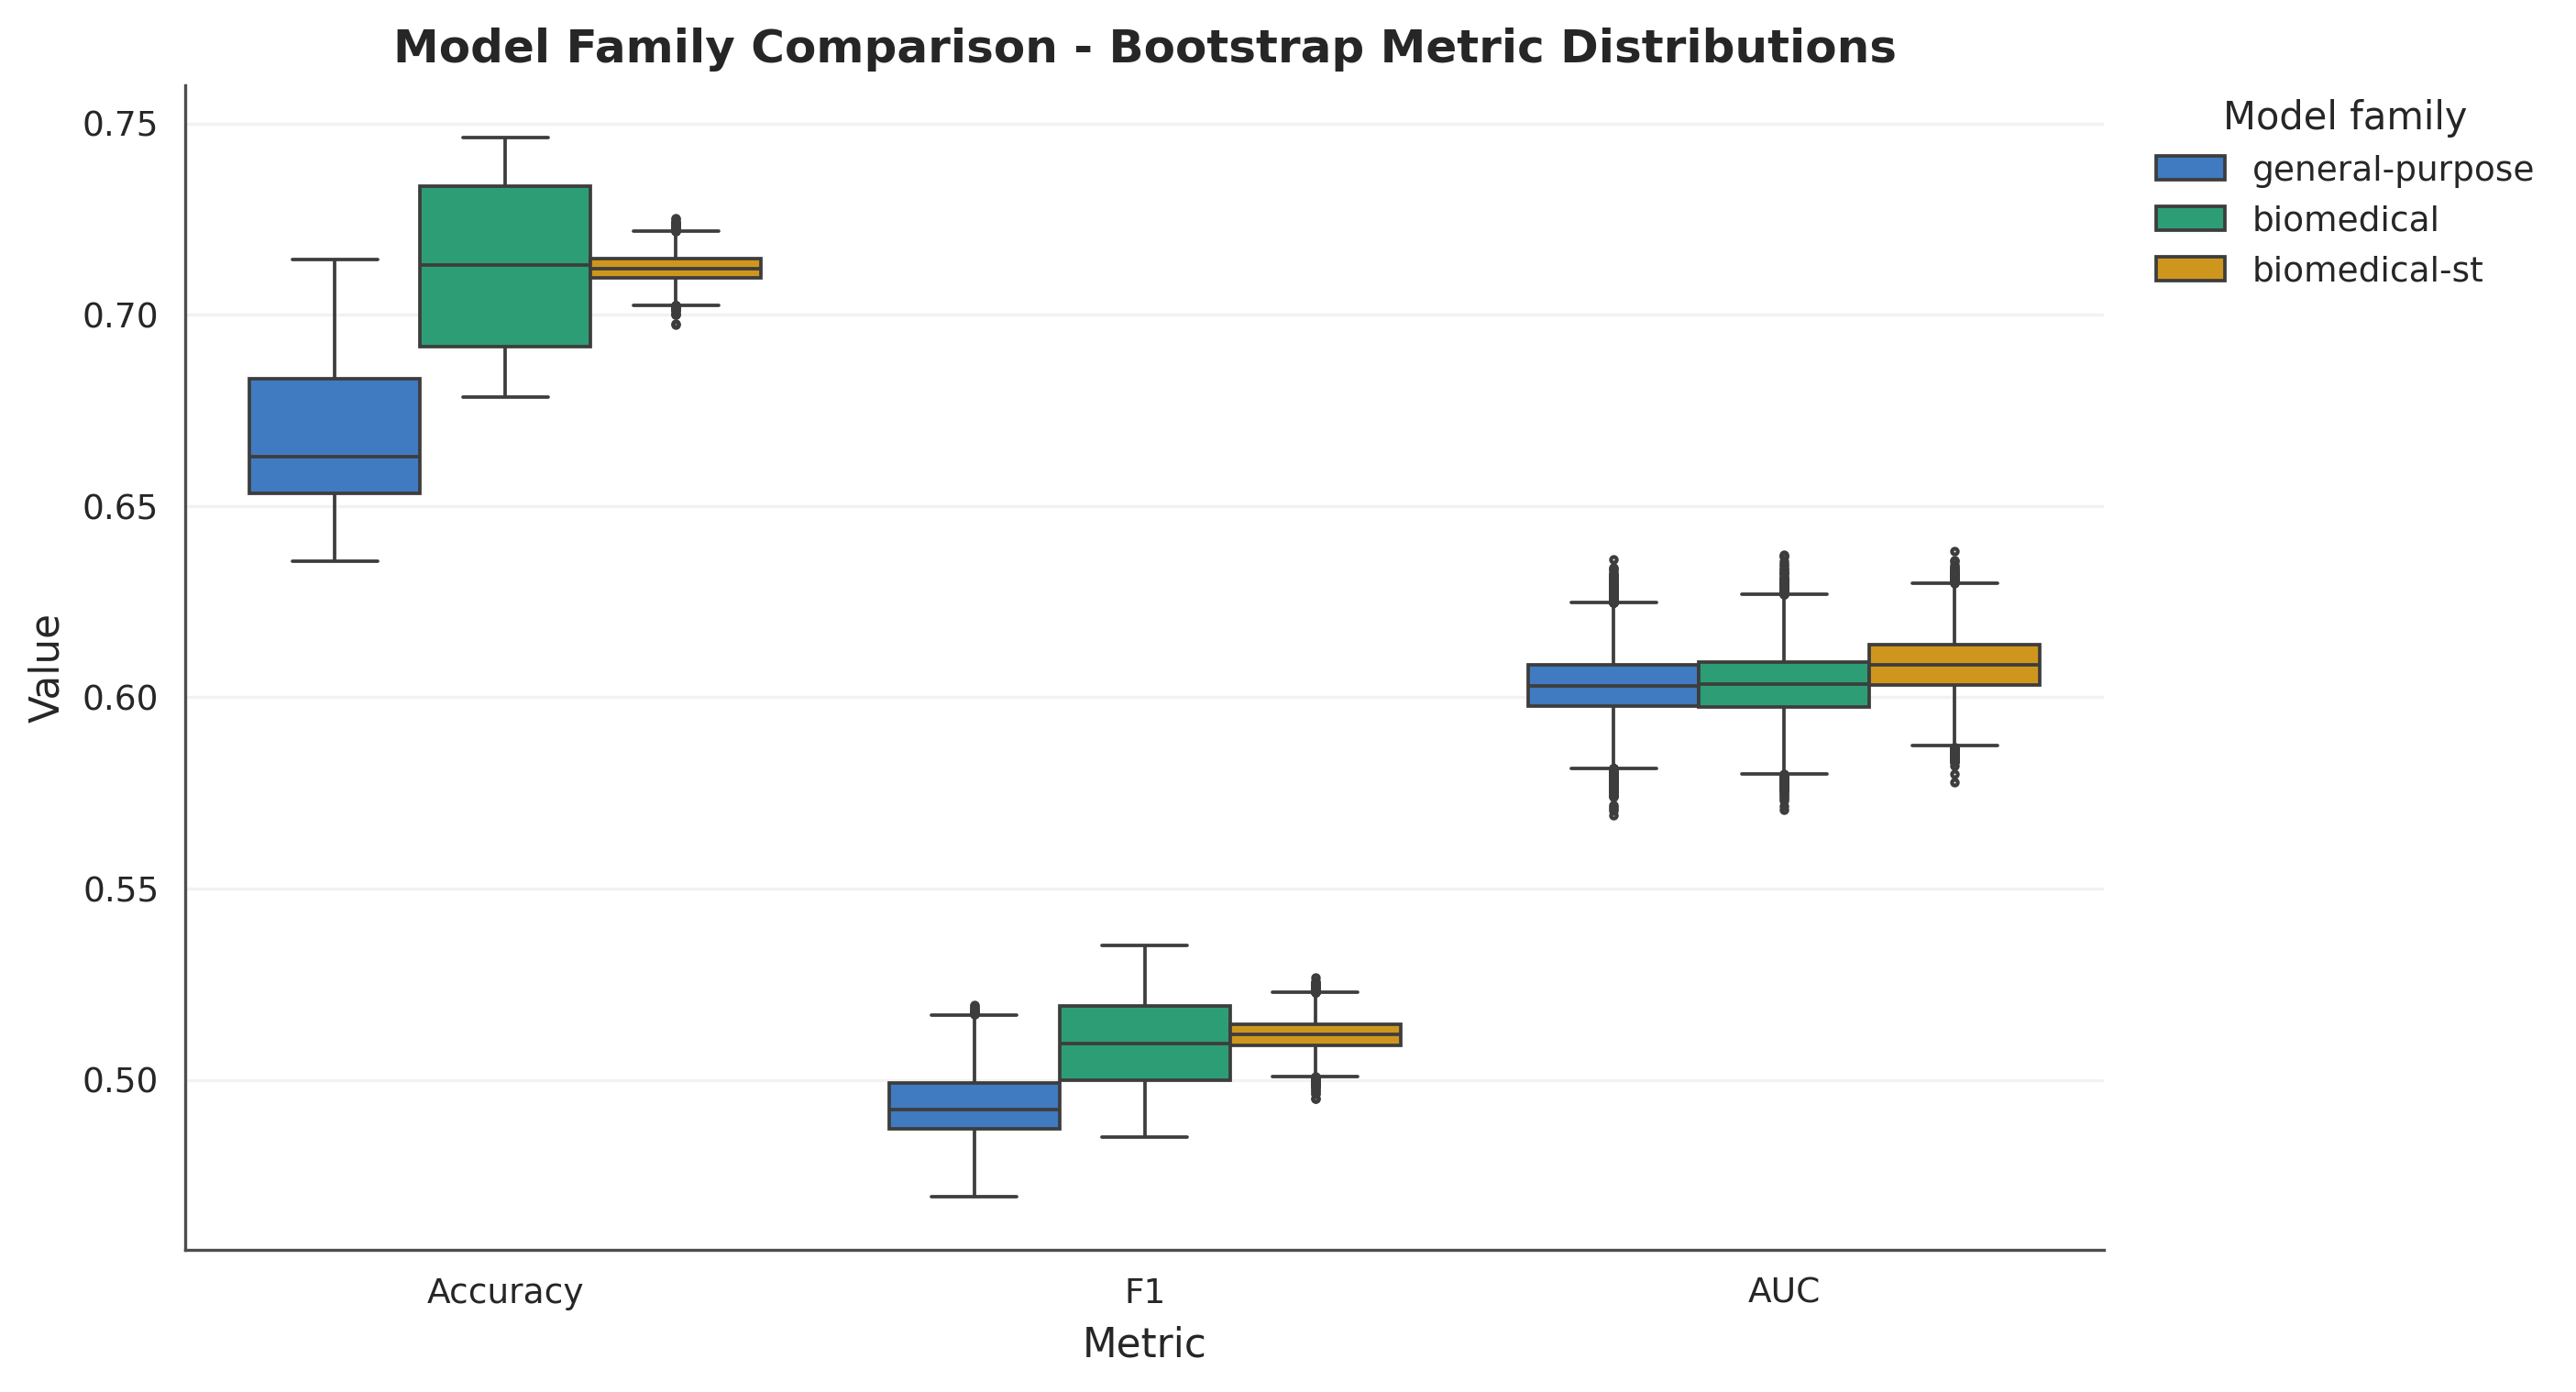 Model Family Comparison - Bootstrap Metric Distributions
Model family
general-purpose
biomedical
biomedical-st
Value
0.75
0.70
0.65
0.60
0.55
0.50
Accuracy
F1
AUC
Metric